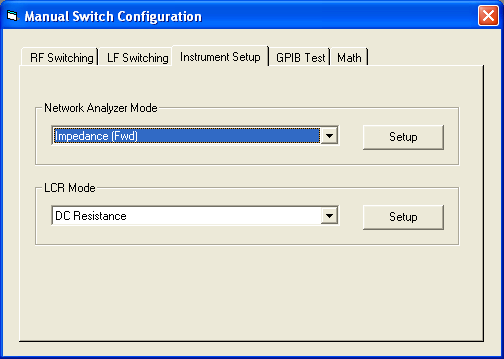 Manual Switch Configuration
RF Switching LF Switching Instrument Setup GPIB Test Math
Network Analyzer Mode
Impedance (Fwd) Setup
LCR Mode
DC Resistance Setup